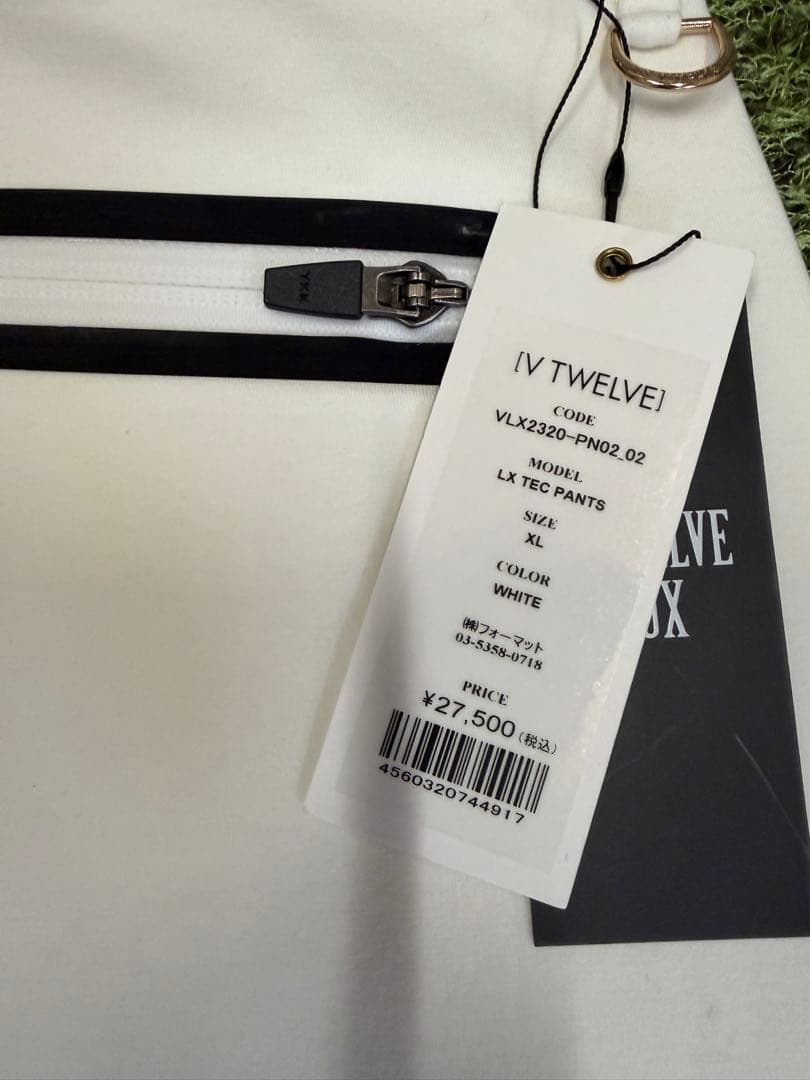 YKK
[V TWELVE]
CODE
VLX2320-PN02_02
MODEL
LX TEC PANTS
SIZE
XL
COLOR
WHITE
㈱フォーマット
03-5358-0718
PRICE
¥27,500(税込)
4560320744917